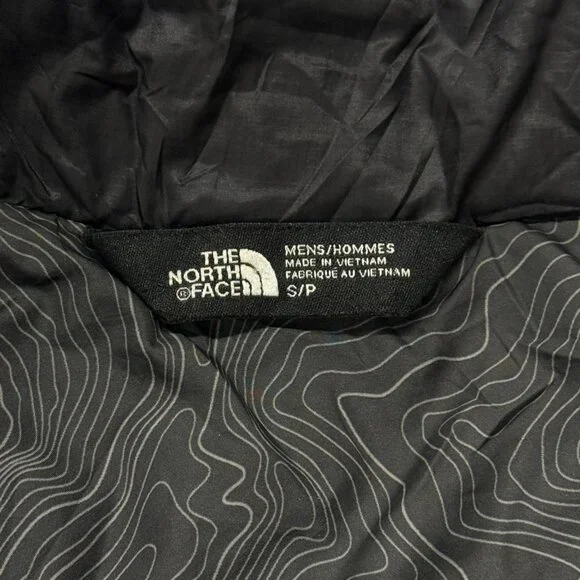 THE
NORTH
®FACE
MENS/HOMMES
MADE IN VIETNAM
FABRIQUÉ AU VIETNAM
S/P